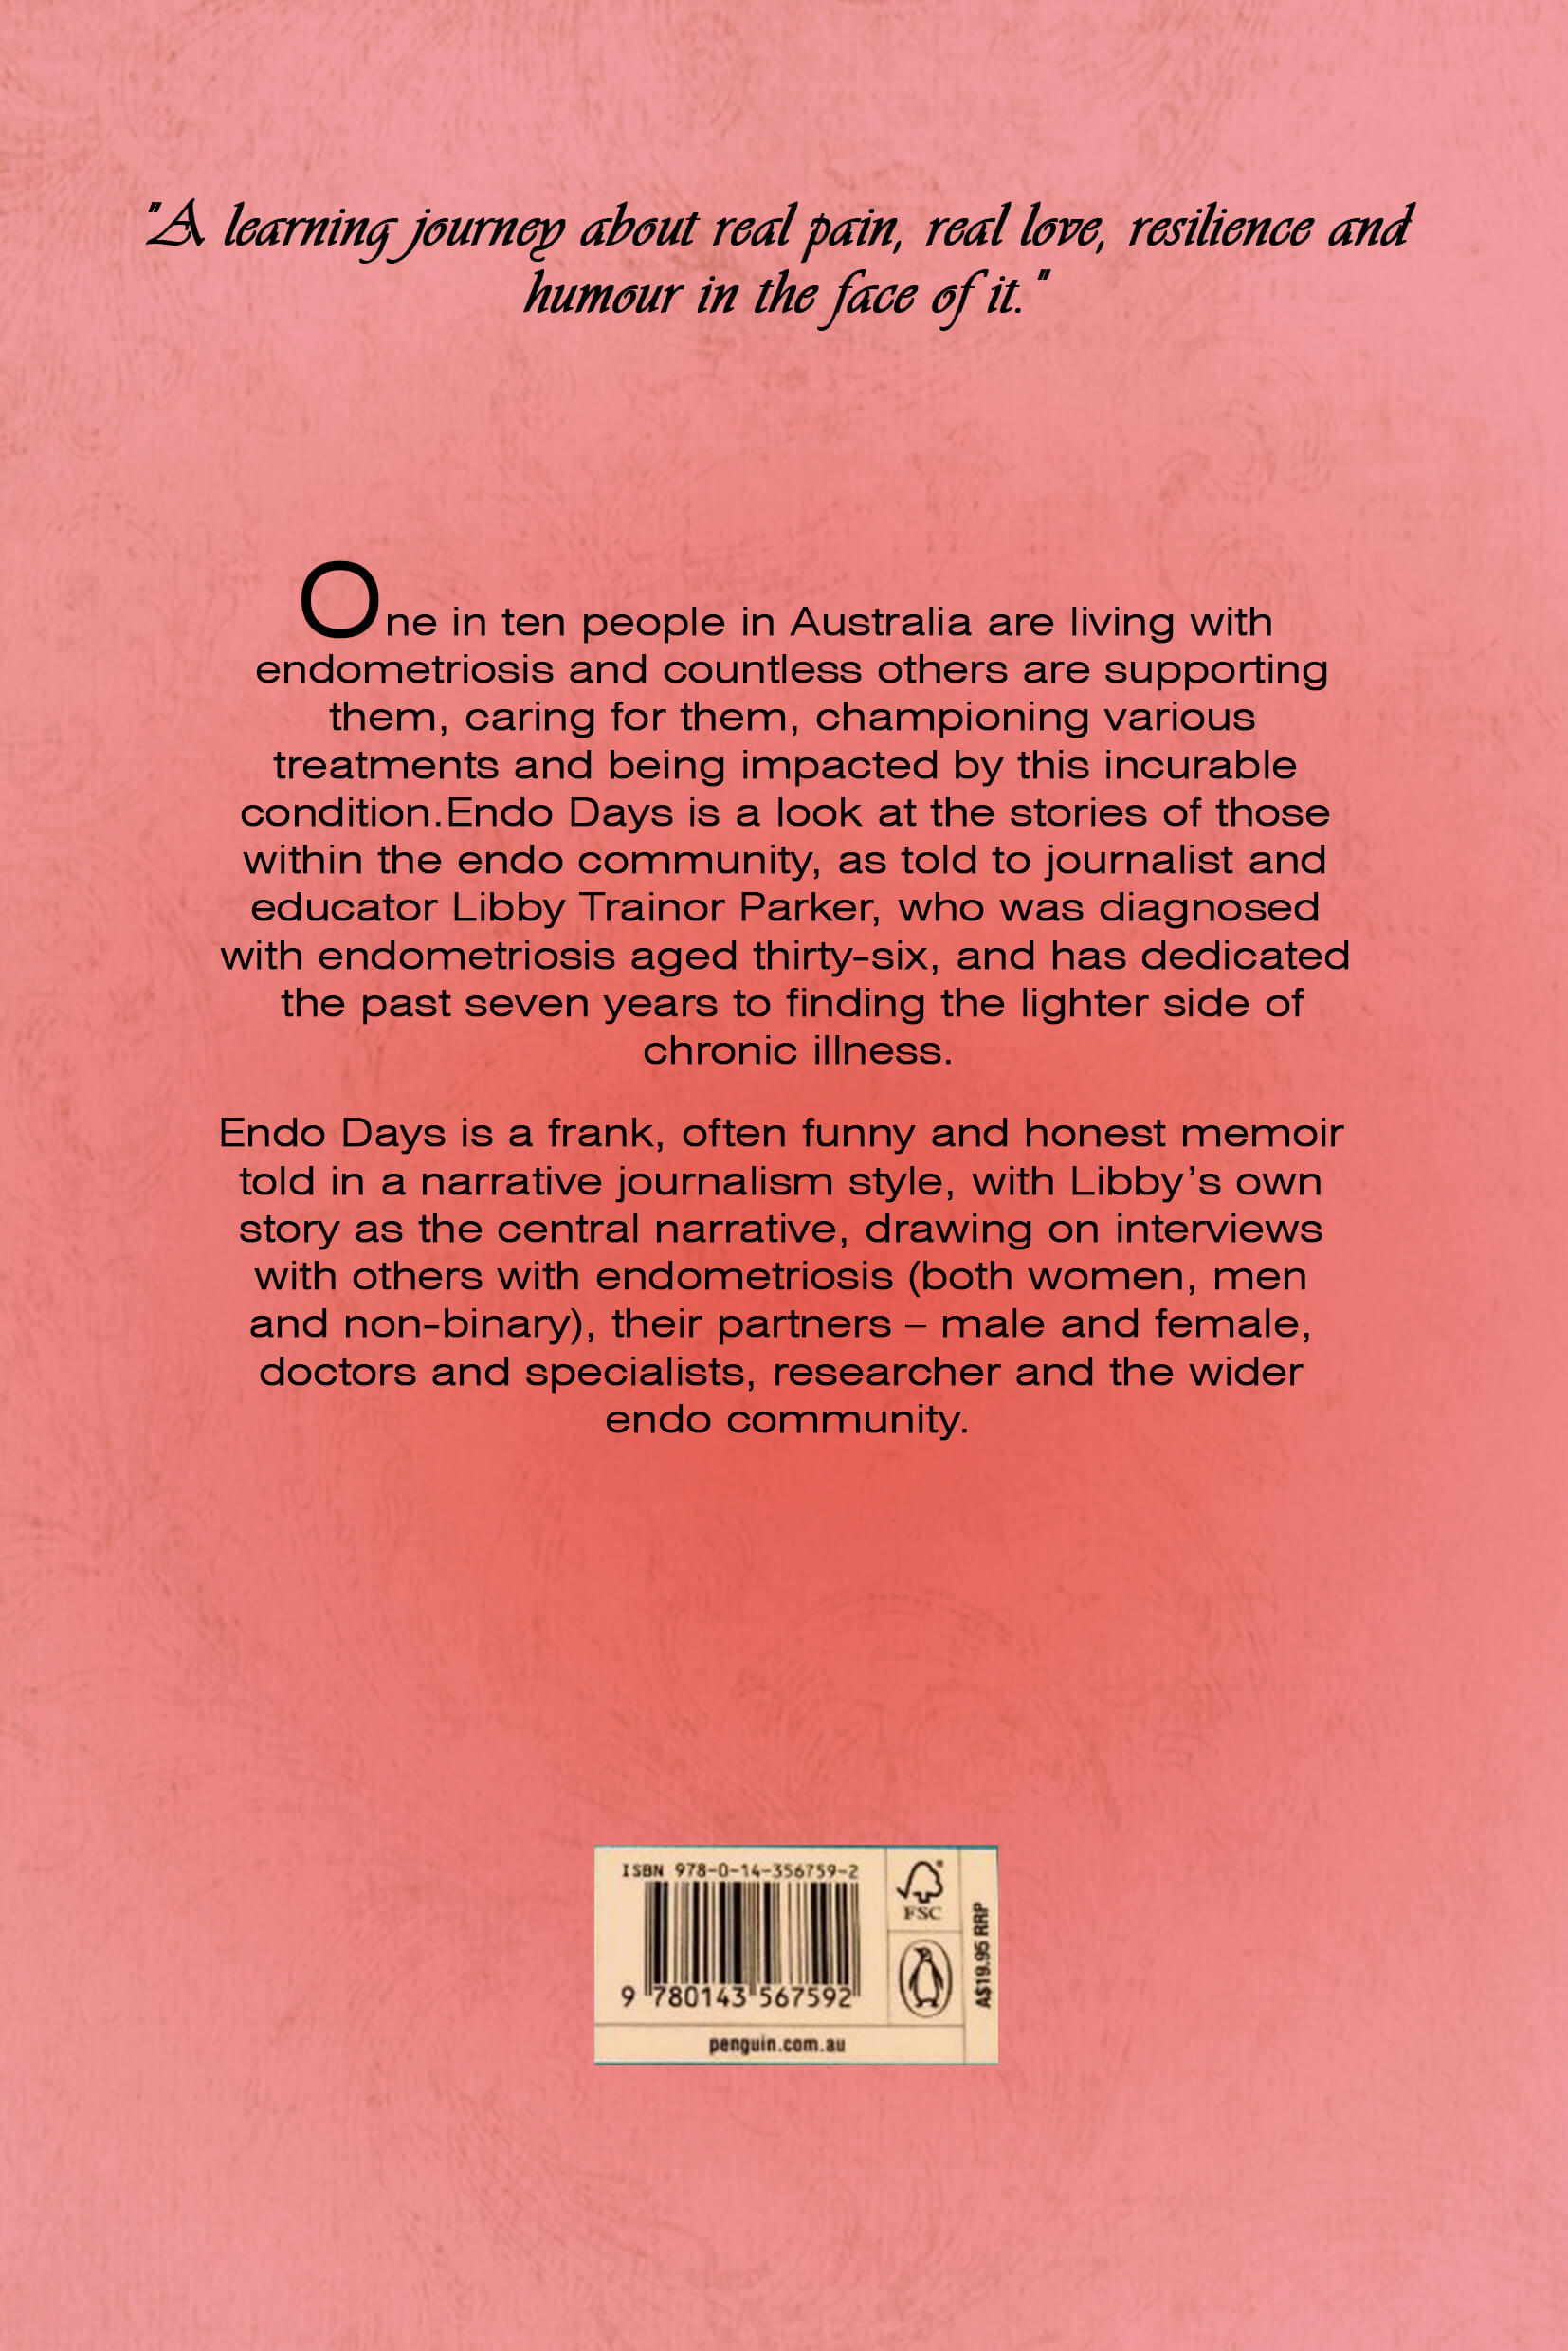 "A learning journey about real pain, real love, resilience and
humour in the face of it."
One in ten people in Australia are living with
endometriosis and countless others are supporting
them, caring for them, championing various
treatments and being impacted by this incurable
condition.Endo Days is a look at the stories of those
within the endo community, as told to journalist and
educator Libby Trainor Parker, who was diagnosed
with endometriosis aged thirty-six, and has dedicated
the past seven years to finding the lighter side of
chronic illness.
Endo Days is a frank, often funny and honest memoir
told in a narrative journalism style, with Libby’s own
story as the central narrative, drawing on interviews
with others with endometriosis (both women, men
and non-binary), their partners – male and female,
doctors and specialists, researcher and the wider
endo community.
ISBN 978-0-14-356759-2
9 780143 567592
FSC
A$19.95 RRP
penguin.com.au